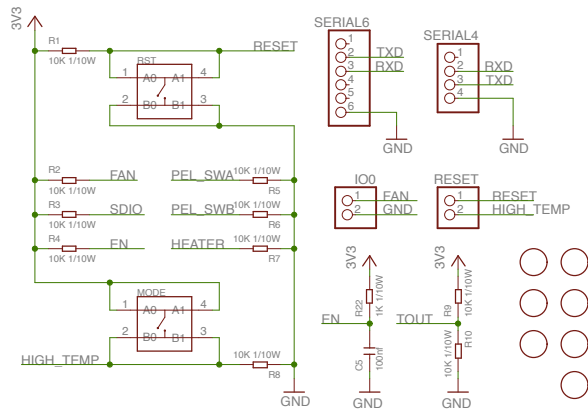 3V3
R1
10K 1/10W
RESET
RST
1 A0 A1 4
2 B0 B1 3
R2
10K 1/10W
FAN
R3
10K 1/10W
SDIO
R4
10K 1/10W
EN
PEL_SWA
10K 1/10W
R5
PEL_SWB
10K 1/10W
R6
HEATER
10K 1/10W
R7
MODE
1 A0 A1 4
2 B0 B1 3
HIGH_TEMP
10K 1/10W
R8
GND
SERIAL6
1
2 TXD
3 RXD
4
5
6
GND
SERIAL4
1
2 RXD
3 TXD
4
GND
IO0
1 FAN
2 GND
RESET
1 RESET
2 HIGH_TEMP
3V3
R22
1K 1/10W
EN
C5
100nf
GND
3V3
R9
10K 1/10W
TOUT
R10
10K 1/10W
GND